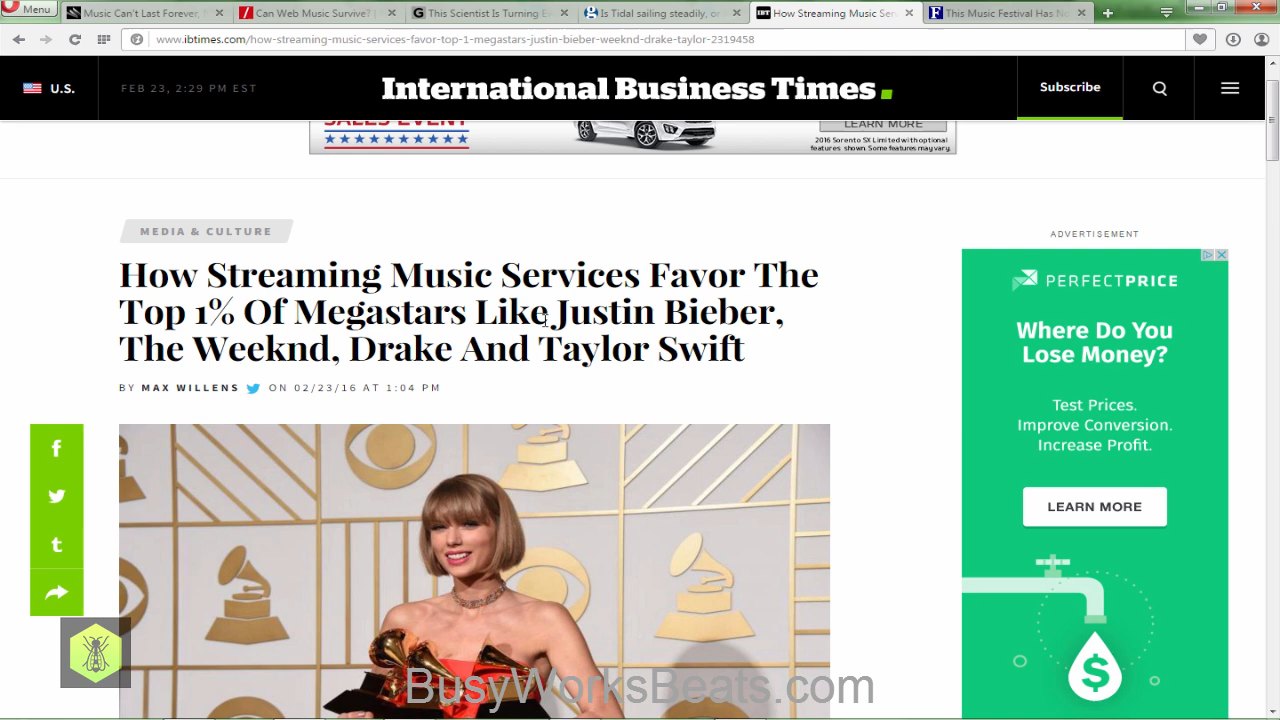 Menu
Music Can't Last Forever,
Can Web Music Survive? |
This Scientist Is Turning E
Is Tidal sailing steadily, or
How Streaming Music Ser
This Music Festival Has No
www.ibtimes.com/how-streaming-music-services-favor-top-1-megastars-justin-bieber-weeknd-drake-taylor-2319458
U.S.
FEB 23, 2:29 PM EST
International Business Times
Subscribe
SALES EVENT
LEARN MORE
2016 Sorento SX Limited with optional
features shown. Some features may vary.
MEDIA & CULTURE
How Streaming Music Services Favor The
Top 1% Of Megastars Like Justin Bieber,
The Weeknd, Drake And Taylor Swift
BY MAX WILLENS ON 02/23/16 AT 1:04 PM
ADVERTISEMENT
PERFECTPRICE
Where Do You
Lose Money?
Test Prices.
Improve Conversion.
Increase Profit.
LEARN MORE
$
BusyWorksBeats.com